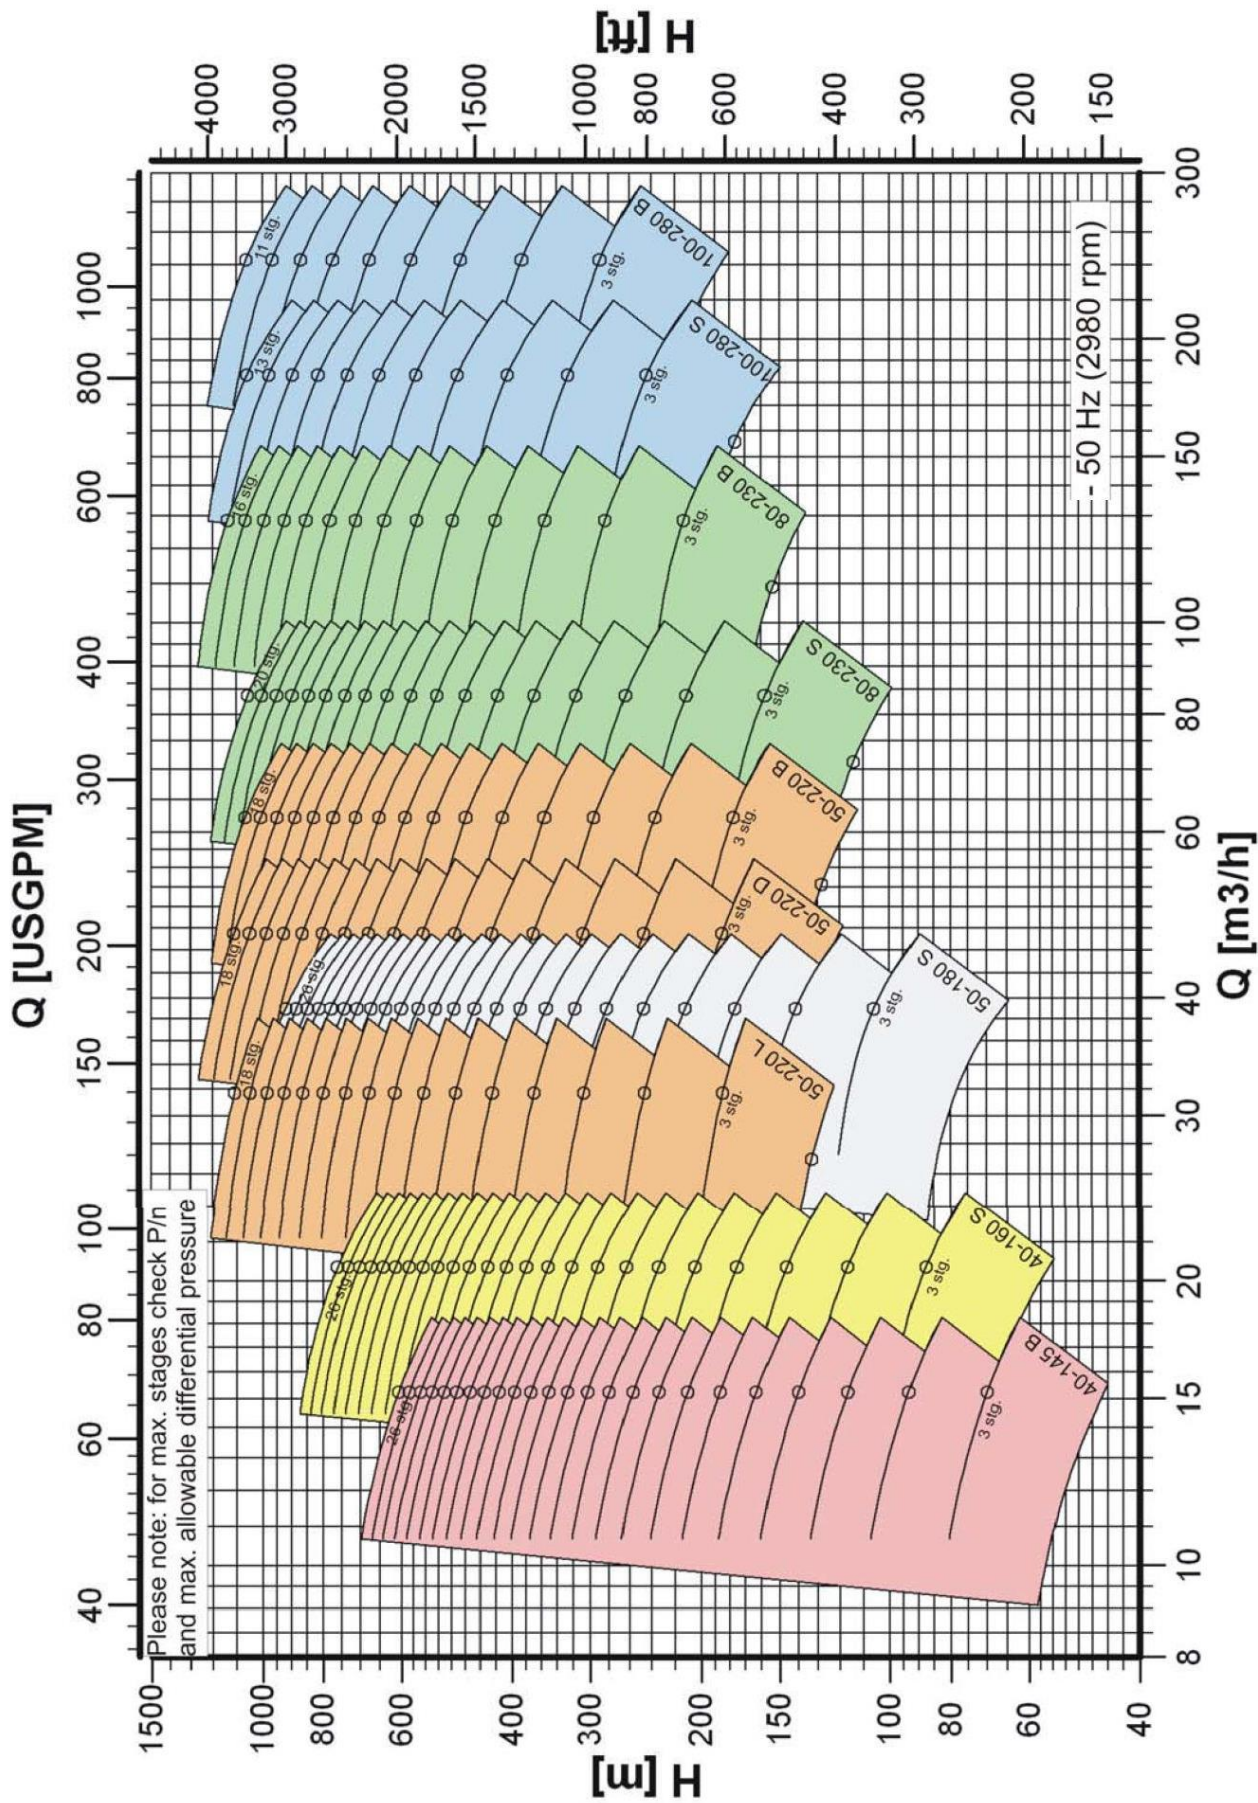 Q [USGPM]
40
60
80
100
150
200
300
400
600
800
1000
Please note: for max. stages check P/n
and max. allowable differential pressure
H [m]
1500
1000
800
600
400
300
200
150
100
80
60
40
H [ft]
4000
3000
2000
1500
1000
800
600
400
300
200
150
26 stg.
3 stg.
40-145 B
26 stg.
3 stg.
40-160 S
18 stg.
3 stg.
50-220 L
28 stg.
3 stg.
50-180 S
18 stg.
3 stg.
50-220 D
18 stg.
3 stg.
50-220 B
20 stg.
3 stg.
80-230 S
16 stg.
3 stg.
80-230 B
13 stg.
3 stg.
100-280 S
11 stg.
3 stg.
100-280 B
- 50 Hz (2980 rpm)
8
10
15
20
30
40
60
80
100
150
200
300
Q [m3/h]